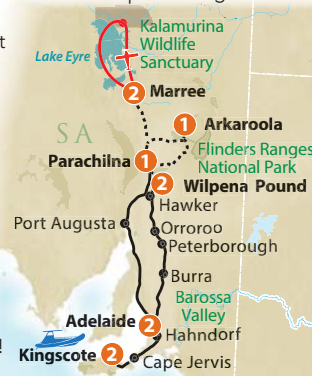 t
Kalamurina
Wildlife
Sanctuary
Lake Eyre
2 Marree
1
Arkaroola
SA
Flinders Ranges
National Park
Parachilna 1
2
Wilpena Pound
Hawker
Port Augusta
Orroroo
Peterborough
Burra
Barossa
Valley
Adelaide 2
Hahndorf
!
Kingscote 2
Cape Jervis